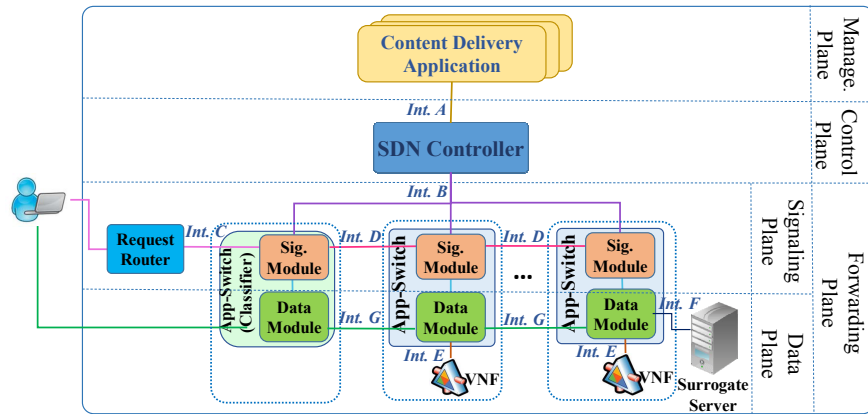 Content Delivery
Application
Manage.
Plane
Int. A
SDN Controller
Control
Plane
Int. B
Int. C
Request
Router
Sig.
Module
Int. D
Sig.
Module
Int. D
Sig.
Module
...
App-Switch
(Classifier)
App-Switch
App-Switch
Signaling
Plane
Forwarding
Plane
Data
Module
Int. G
Data
Module
Int. G
Data
Module
Int. F
Data
Plane
Int. E
VNF
Int. E
VNF
Surrogate
Server